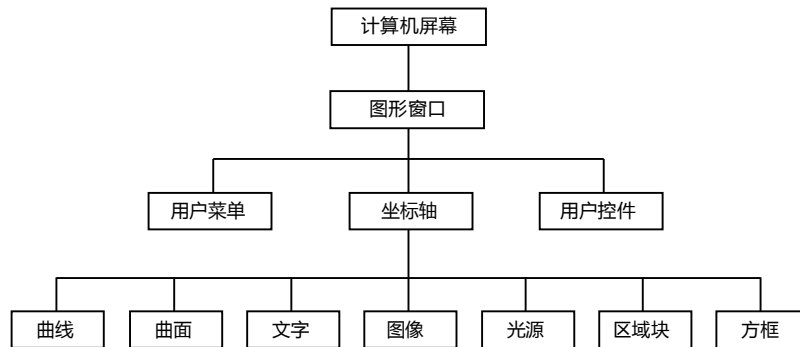 计算机屏幕
图形窗口
用户菜单
坐标轴
用户控件
曲线
曲面
文字
图像
光源
区域块
方框